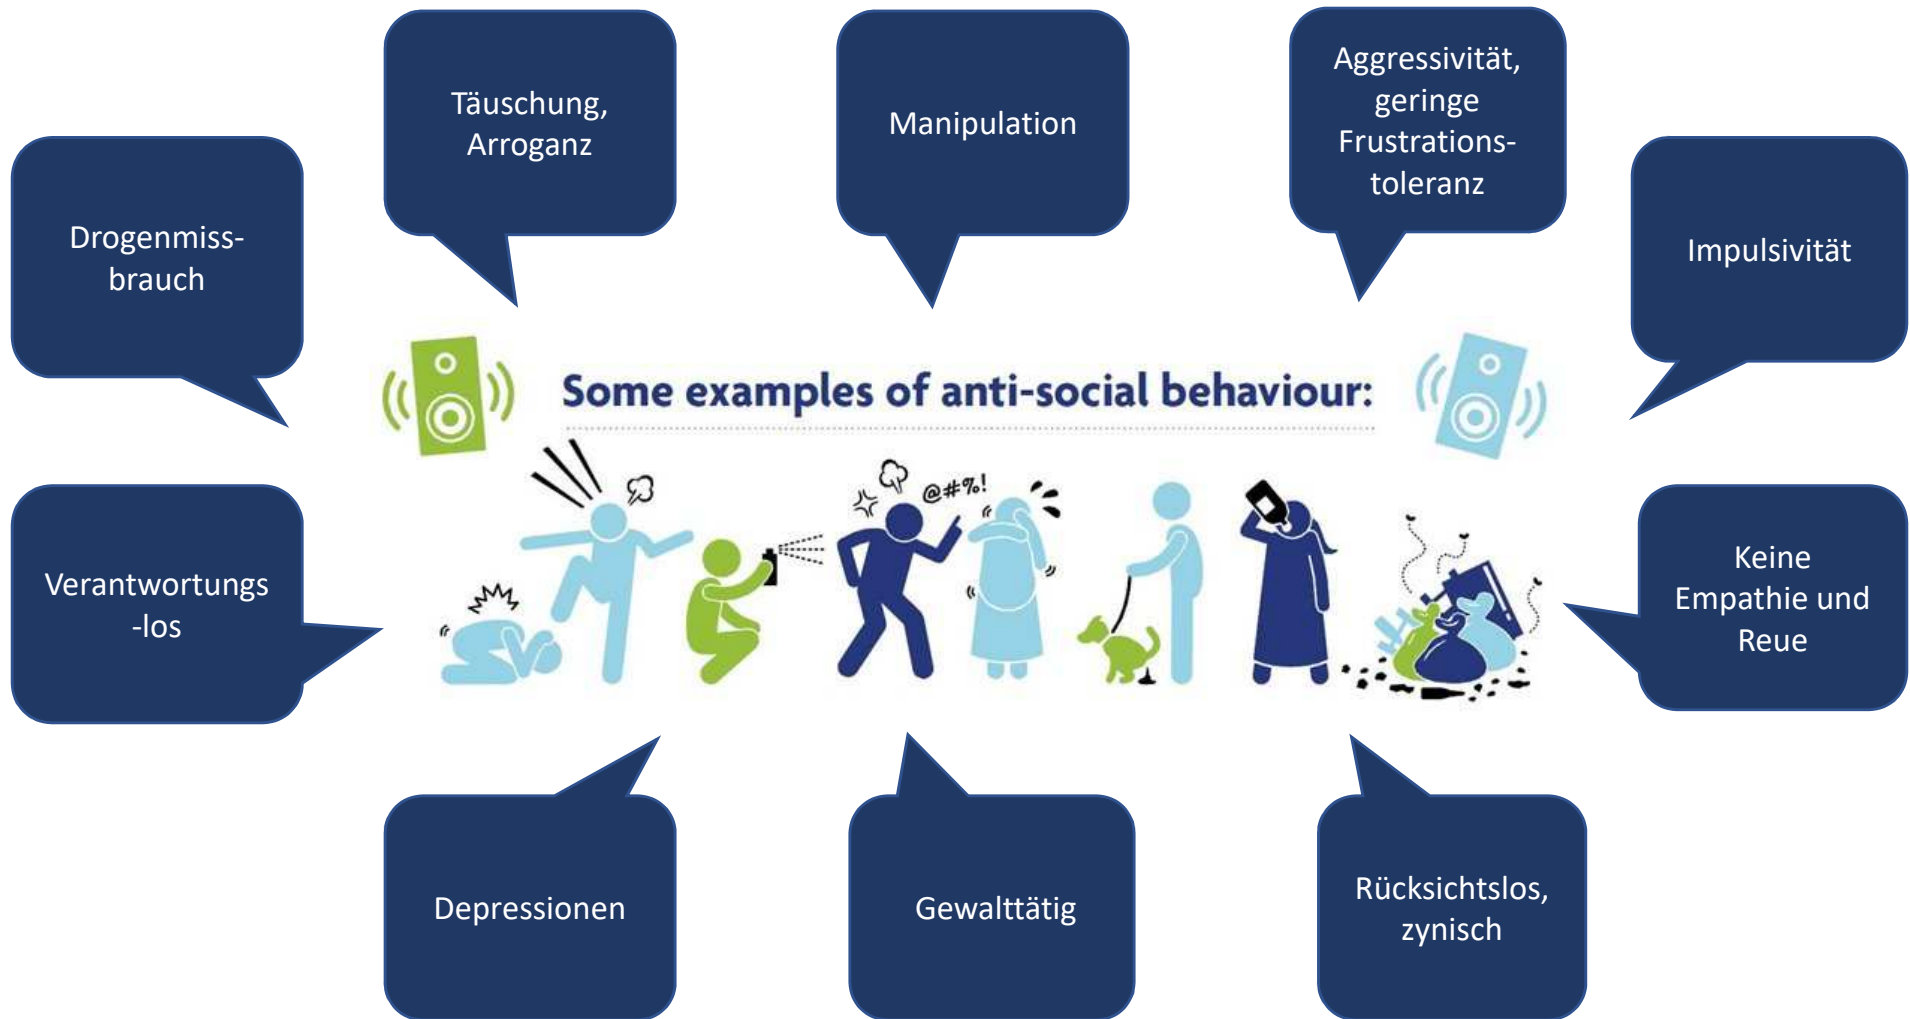 Täuschung,
Arroganz
Manipulation
Aggressivität,
geringe
Frustrations-
toleranz
Drogenmiss-
brauch
Impulsivität
Some examples of anti-social behaviour:
@#%!
Verantwortungs
-los
Keine
Empathie und
Reue
Depressionen
Gewalttätig
Rücksichtslos,
zynisch